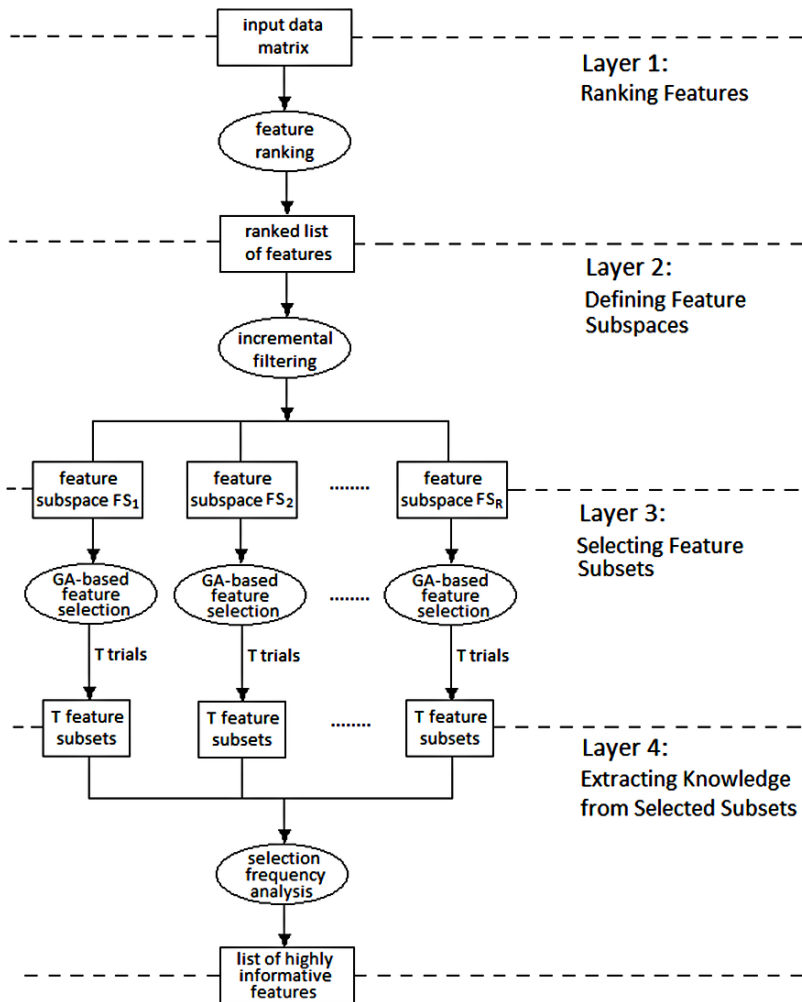 input data
matrix
Layer 1:
Ranking Features
feature
ranking
ranked list
of features
Layer 2:
Defining Feature
Subspaces
incremental
filtering
feature
subspace FS1
feature
subspace FS2
........
feature
subspace FSR
Layer 3:
Selecting Feature
Subsets
GA-based
feature
selection
GA-based
feature
selection
........
GA-based
feature
selection
T trials
T trials
T trials
T feature
subsets
T feature
subsets
........
T feature
subsets
Layer 4:
Extracting Knowledge
from Selected Subsets
selection
frequency
analysis
list of highly
informative
features